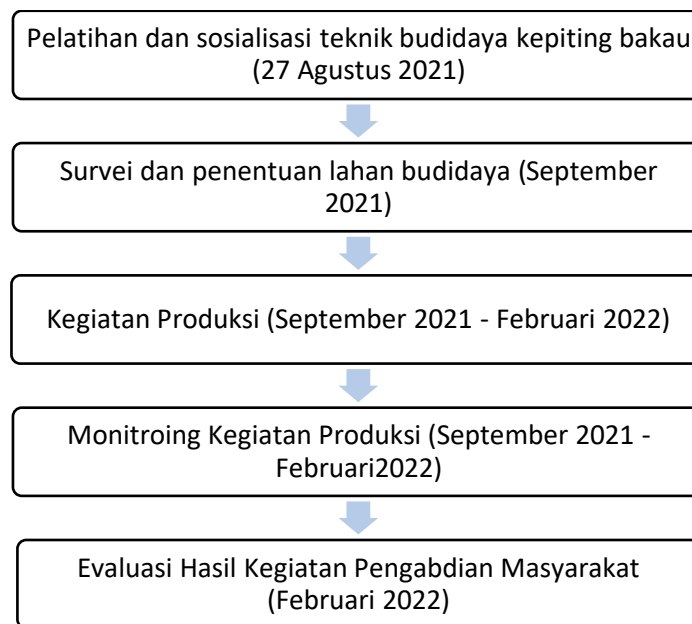 Pelatihan dan sosialisasi teknik budidaya kepiting bakau
(27 Agustus 2021)
Survei dan penentuan lahan budidaya (September
2021)
Kegiatan Produksi (September 2021 - Februari 2022)
Monitroing Kegiatan Produksi (September 2021 -
Februari2022)
Evaluasi Hasil Kegiatan Pengabdian Masyarakat
(Februari 2022)